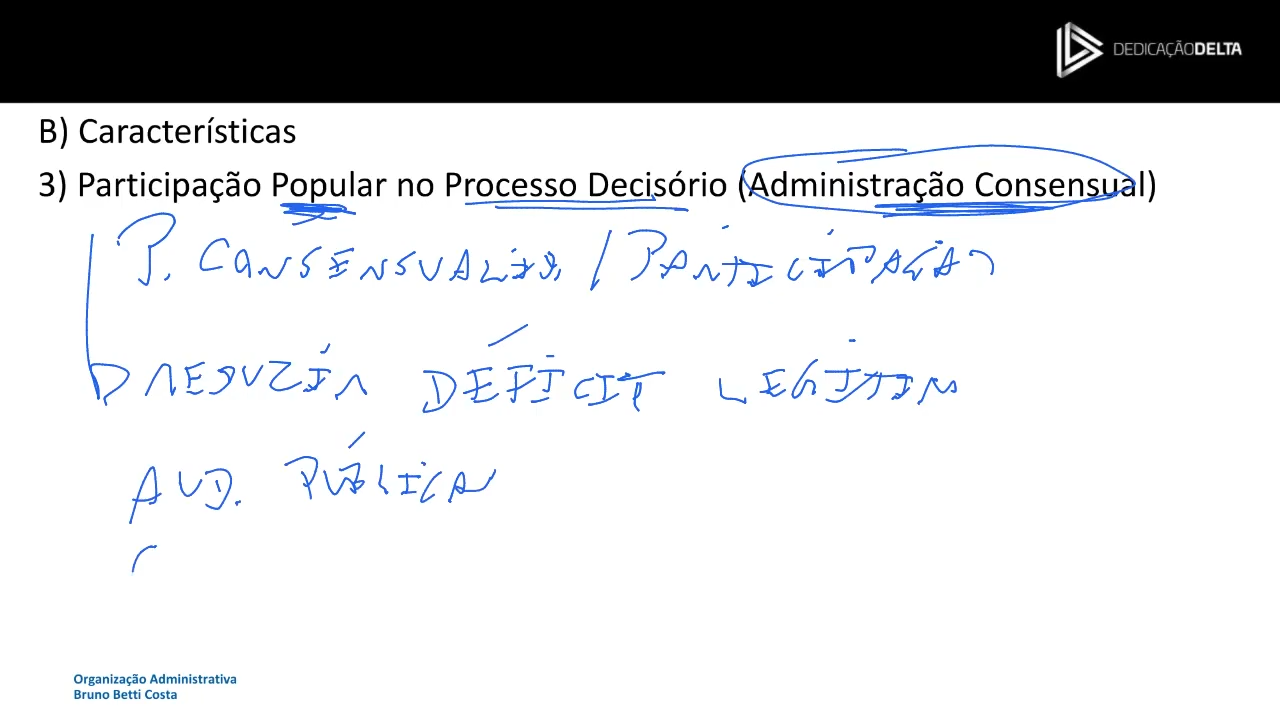 DEDICAÇÃODELTA
B) Características
3) Participação Popular no Processo Decisório (Administração Consensual)
P. CONSENSUALID. / PARTICIPAÇÃO
REDUZIR DÉFICIT LEGITIM
AUD. PÚBLICA
Organização Administrativa
Bruno Betti Costa